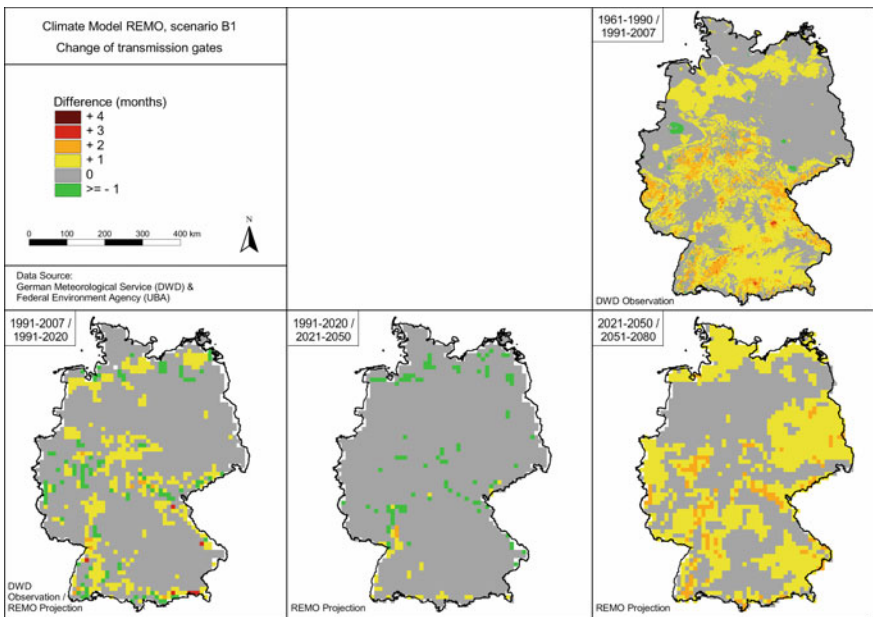 Climate Model REMO, scenario B1
Change of transmission gates
Difference (months)
+ 4
+ 3
+ 2
+ 1
0
>= - 1
N
0 100 200 300 400 km
Data Source:
German Meteorological Service (DWD) &
Federal Environment Agency (UBA)
1961-1990 /
1991-2007
DWD Observation
1991-2007 /
1991-2020
DWD
Observation /
REMO Projection
1991-2020 /
2021-2050
REMO Projection
2021-2050 /
2051-2080
REMO Projection